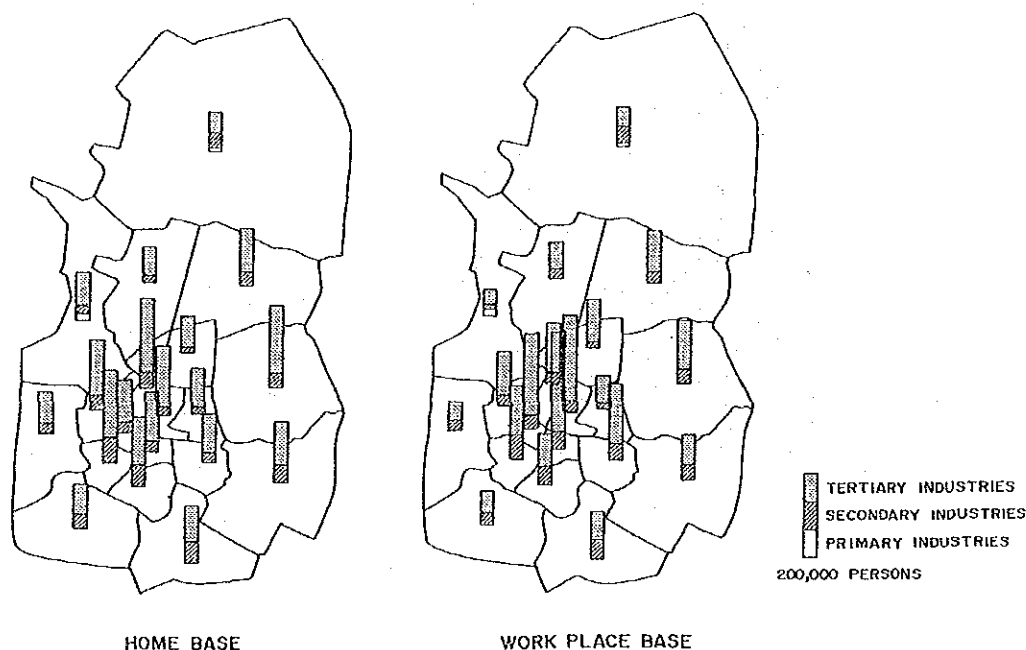 TERTIARY INDUSTRIES
SECONDARY INDUSTRIES
PRIMARY INDUSTRIES
200,000 PERSONS
HOME BASE
WORK PLACE BASE